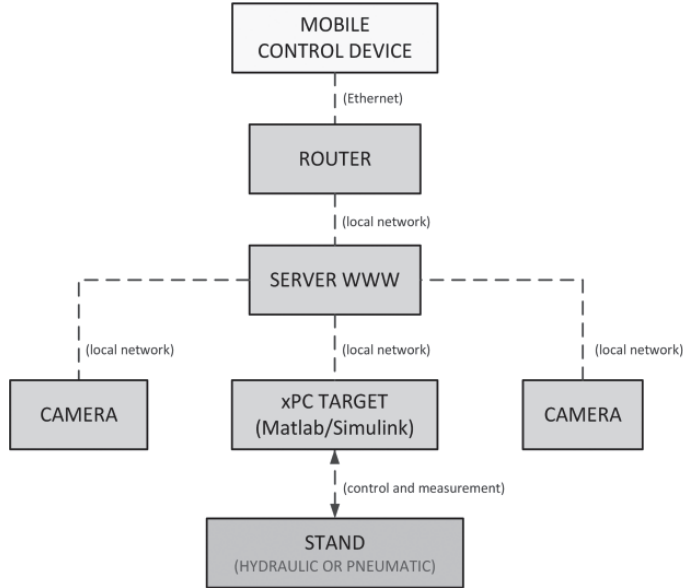 MOBILE
CONTROL DEVICE
(Ethernet)
ROUTER
(local network)
SERVER WWW
(local network)
(local network)
(local network)
CAMERA
xPC TARGET
(Matlab/Simulink)
CAMERA
(control and measurement)
STAND
(HYDRAULIC OR PNEUMATIC)